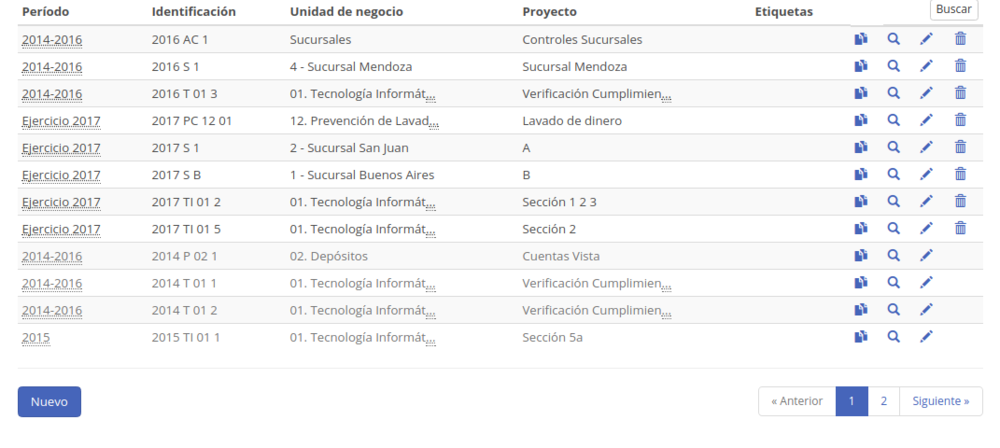 Buscar
Período Identificación Unidad de negocio Proyecto Etiquetas
2014-2016 2016 AC 1 Sucursales Controles Sucursales
2014-2016 2016 S 1 4 - Sucursal Mendoza Sucursal Mendoza
2014-2016 2016 T 01 3 01. Tecnología Informát... Verificación Cumplimien...
Ejercicio 2017 2017 PC 12 01 12. Prevención de Lavad... Lavado de dinero
Ejercicio 2017 2017 S 1 2 - Sucursal San Juan A
Ejercicio 2017 2017 S B 1 - Sucursal Buenos Aires B
Ejercicio 2017 2017 TI 01 2 01. Tecnología Informát... Sección 1 2 3
Ejercicio 2017 2017 TI 01 5 01. Tecnología Informát... Sección 2
2014-2016 2014 P 02 1 02. Depósitos Cuentas Vista
2014-2016 2014 T 01 1 01. Tecnología Informát... Verificación Cumplimien...
2014-2016 2014 T 01 2 01. Tecnología Informát... Verificación Cumplimien...
2015 2015 TI 01 1 01. Tecnología Informát... Sección 5a
Nuevo « Anterior 1 2 Siguiente »